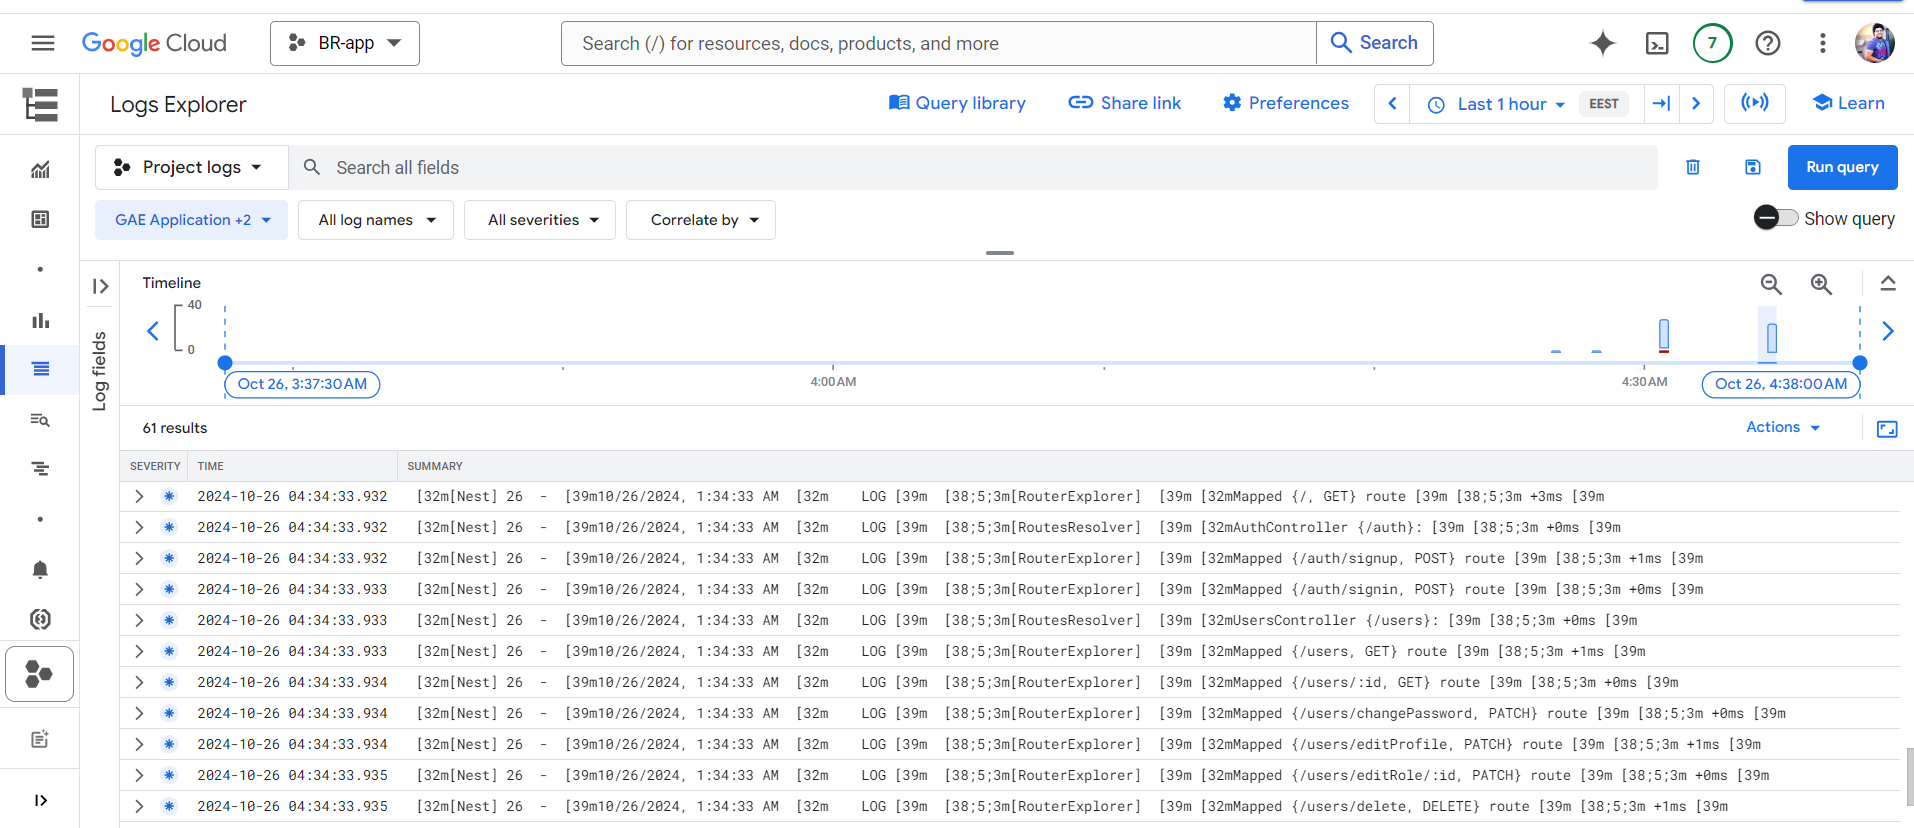 Google Cloud
BR-app
Search (/) for resources, docs, products, and more
Search
7
Logs Explorer
Query library
Share link
Preferences
Last 1 hour
EEST
Learn
Project logs
Search all fields
Run query
GAE Application +2
All log names
All severities
Correlate by
Show query
Log fields
Timeline
40
0
Oct 26, 3:37:30 AM
4:00 AM
4:30 AM
Oct 26, 4:38:00 AM
61 results
Actions
SEVERITY TIME SUMMARY
2024-10-26 04:34:33.932 [32m[Nest] 26 - [39m10/26/2024, 1:34:33 AM [32m LOG [39m [38;5;3m[RouterExplorer] [39m [32mMapped {/, GET} route [39m [38;5;3m +3ms [39m
2024-10-26 04:34:33.932 [32m[Nest] 26 - [39m10/26/2024, 1:34:33 AM [32m LOG [39m [38;5;3m[RoutesResolver] [39m [32mAuthController {/auth}: [39m [38;5;3m +0ms [39m
2024-10-26 04:34:33.932 [32m[Nest] 26 - [39m10/26/2024, 1:34:33 AM [32m LOG [39m [38;5;3m[RouterExplorer] [39m [32mMapped {/auth/signup, POST} route [39m [38;5;3m +1ms [39m
2024-10-26 04:34:33.933 [32m[Nest] 26 - [39m10/26/2024, 1:34:33 AM [32m LOG [39m [38;5;3m[RouterExplorer] [39m [32mMapped {/auth/signin, POST} route [39m [38;5;3m +0ms [39m
2024-10-26 04:34:33.933 [32m[Nest] 26 - [39m10/26/2024, 1:34:33 AM [32m LOG [39m [38;5;3m[RoutesResolver] [39m [32mUsersController {/users}: [39m [38;5;3m +0ms [39m
2024-10-26 04:34:33.933 [32m[Nest] 26 - [39m10/26/2024, 1:34:33 AM [32m LOG [39m [38;5;3m[RouterExplorer] [39m [32mMapped {/users, GET} route [39m [38;5;3m +1ms [39m
2024-10-26 04:34:33.934 [32m[Nest] 26 - [39m10/26/2024, 1:34:33 AM [32m LOG [39m [38;5;3m[RouterExplorer] [39m [32mMapped {/users/:id, GET} route [39m [38;5;3m +0ms [39m
2024-10-26 04:34:33.934 [32m[Nest] 26 - [39m10/26/2024, 1:34:33 AM [32m LOG [39m [38;5;3m[RouterExplorer] [39m [32mMapped {/users/changePassword, PATCH} route [39m [38;5;3m +0ms [39m
2024-10-26 04:34:33.934 [32m[Nest] 26 - [39m10/26/2024, 1:34:33 AM [32m LOG [39m [38;5;3m[RouterExplorer] [39m [32mMapped {/users/editProfile, PATCH} route [39m [38;5;3m +1ms [39m
2024-10-26 04:34:33.935 [32m[Nest] 26 - [39m10/26/2024, 1:34:33 AM [32m LOG [39m [38;5;3m[RouterExplorer] [39m [32mMapped {/users/editRole/:id, PATCH} route [39m [38;5;3m +0ms [39m
2024-10-26 04:34:33.935 [32m[Nest] 26 - [39m10/26/2024, 1:34:33 AM [32m LOG [39m [38;5;3m[RouterExplorer] [39m [32mMapped {/users/delete, DELETE} route [39m [38;5;3m +1ms [39m